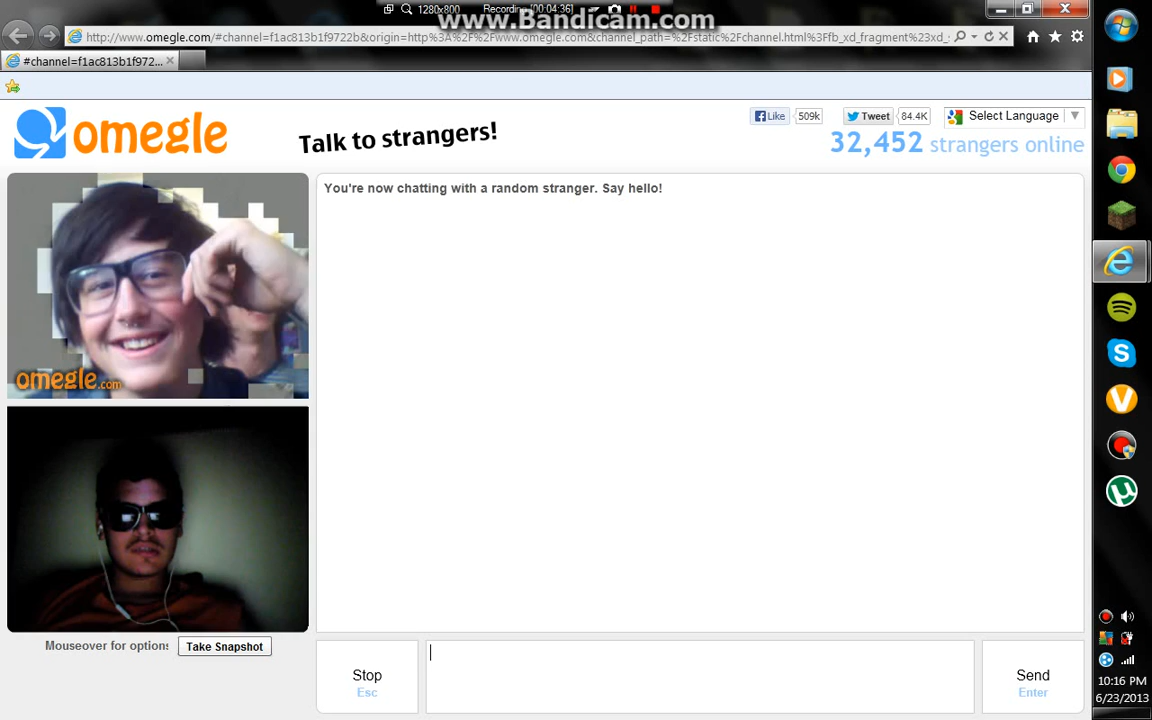 1280x800 Recording [00:04:36]
www.Bandicam.com
http://www.omegle.com/#channel=f1ac813b1f9722b&origin=http%3A%2F%2Fwww.omegle.com&channel_path=%2Fstatic%2Fchannel.html%3Ffb_xd_fragment%23xd_s
#channel=f1ac813b1f972...
omegle
Talk to strangers!
Like 509k
Tweet 84.4K
Select Language
32,452 strangers online
You're now chatting with a random stranger. Say hello!
omegle.com
Mouseover for options
Take Snapshot
Stop
Esc
Send
Enter
10:16 PM
6/23/2013